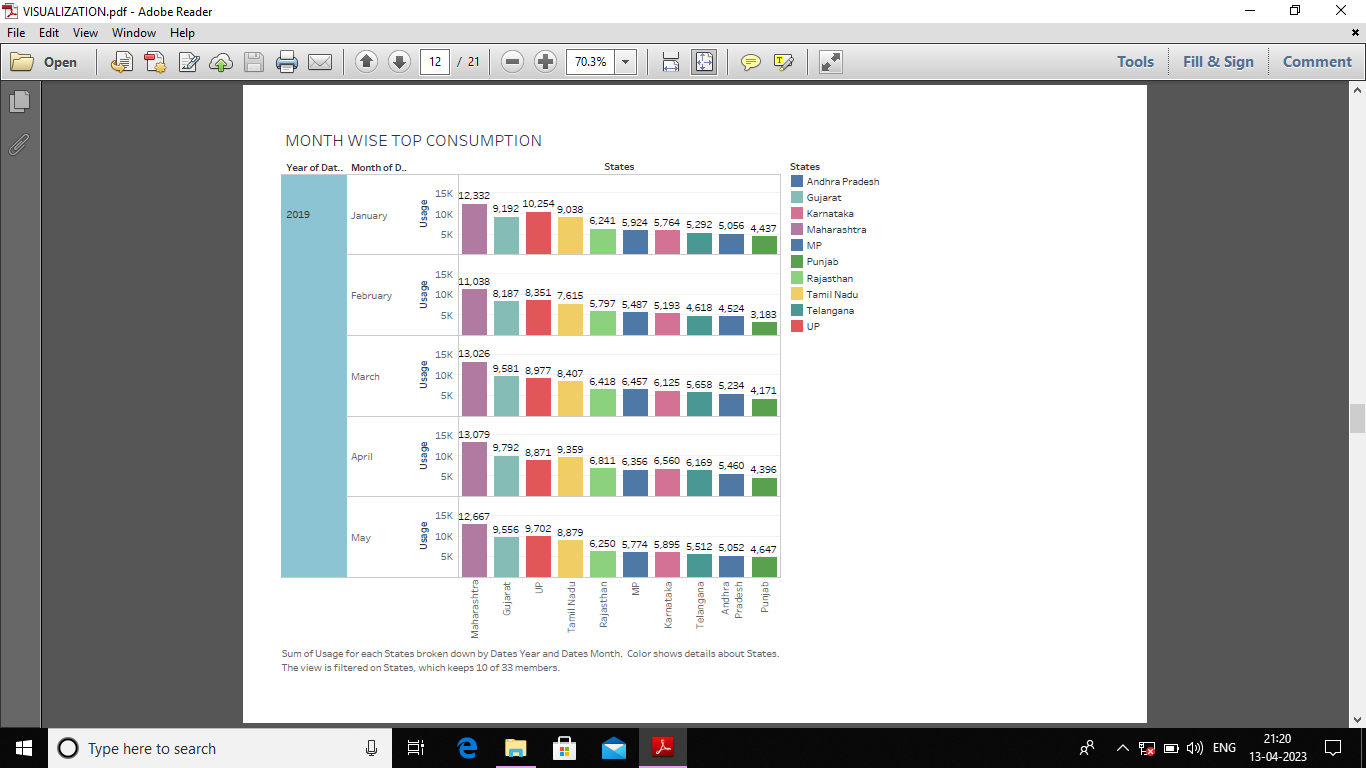 VISUALIZATION.pdf - Adobe Reader
File Edit View Window Help
Open 12 / 21 70.3% Tools Fill & Sign Comment
MONTH WISE TOP CONSUMPTION
Year of Dat.. Month of D.. States
2019
January
Usage
15K
10K
5K
12,332 9,192 10,254 9,038 6,241 5,924 5,764 5,292 5,056 4,437
February
Usage
15K
10K
5K
11,038 8,187 8,351 7,615 5,797 5,487 5,193 4,618 4,524 3,183
March
Usage
15K
10K
5K
13,026 9,581 8,977 8,407 6,418 6,457 6,125 5,658 5,234 4,171
April
Usage
15K
10K
5K
13,079 9,792 8,871 9,359 6,811 6,356 6,560 6,169 5,460 4,396
May
Usage
15K
10K
5K
12,667 9,556 9,702 8,879 6,250 5,774 5,895 5,512 5,052 4,647
Maharashtra
Gujarat
UP
Tamil Nadu
Rajasthan
MP
Karnataka
Telangana
Andhra
Pradesh
Punjab
States
Andhra Pradesh
Gujarat
Karnataka
Maharashtra
MP
Punjab
Rajasthan
Tamil Nadu
Telangana
UP
Sum of Usage for each States broken down by Dates Year and Dates Month. Color shows details about States.
The view is filtered on States, which keeps 10 of 33 members.
Type here to search
ENG
21:20
13-04-2023